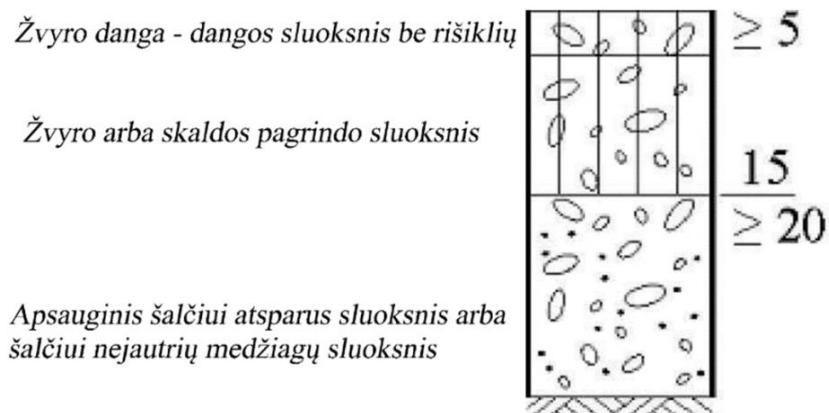 Žvyro danga - dangos sluoksnis be rišiklių
≥ 5
Žvyro arba skaldos pagrindo sluoksnis
15
≥ 20
Apsauginis šalčiui atsparus sluoksnis arba
šalčiui nejautrių medžiagų sluoksnis